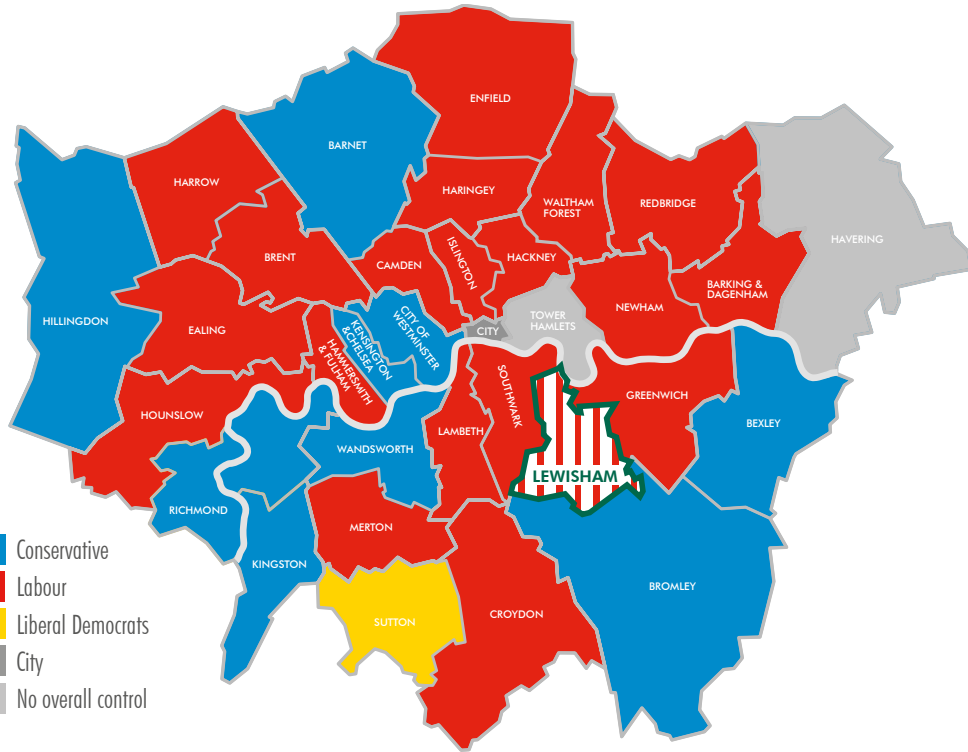 ENFIELD
BARNET
HARROW
HARINGEY
WALTHAM
FOREST
REDBRIDGE
HAVERING
BRENT
CAMDEN
ISLINGTON
HACKNEY
BARKING &
DAGENHAM
NEWHAM
HILLINGDON
EALING
HAMMERSMITH
& FULHAM
KENSINGTON
& CHELSEA
CITY OF
WESTMINSTER
CITY
TOWER
HAMLETS
HOUNSLOW
WANDSWORTH
LAMBETH
SOUTHWARK
GREENWICH
BEXLEY
LEWISHAM
RICHMOND
MERTON
KINGSTON
BROMLEY
SUTTON
CROYDON
Conservative
Labour
Liberal Democrats
City
No overall control